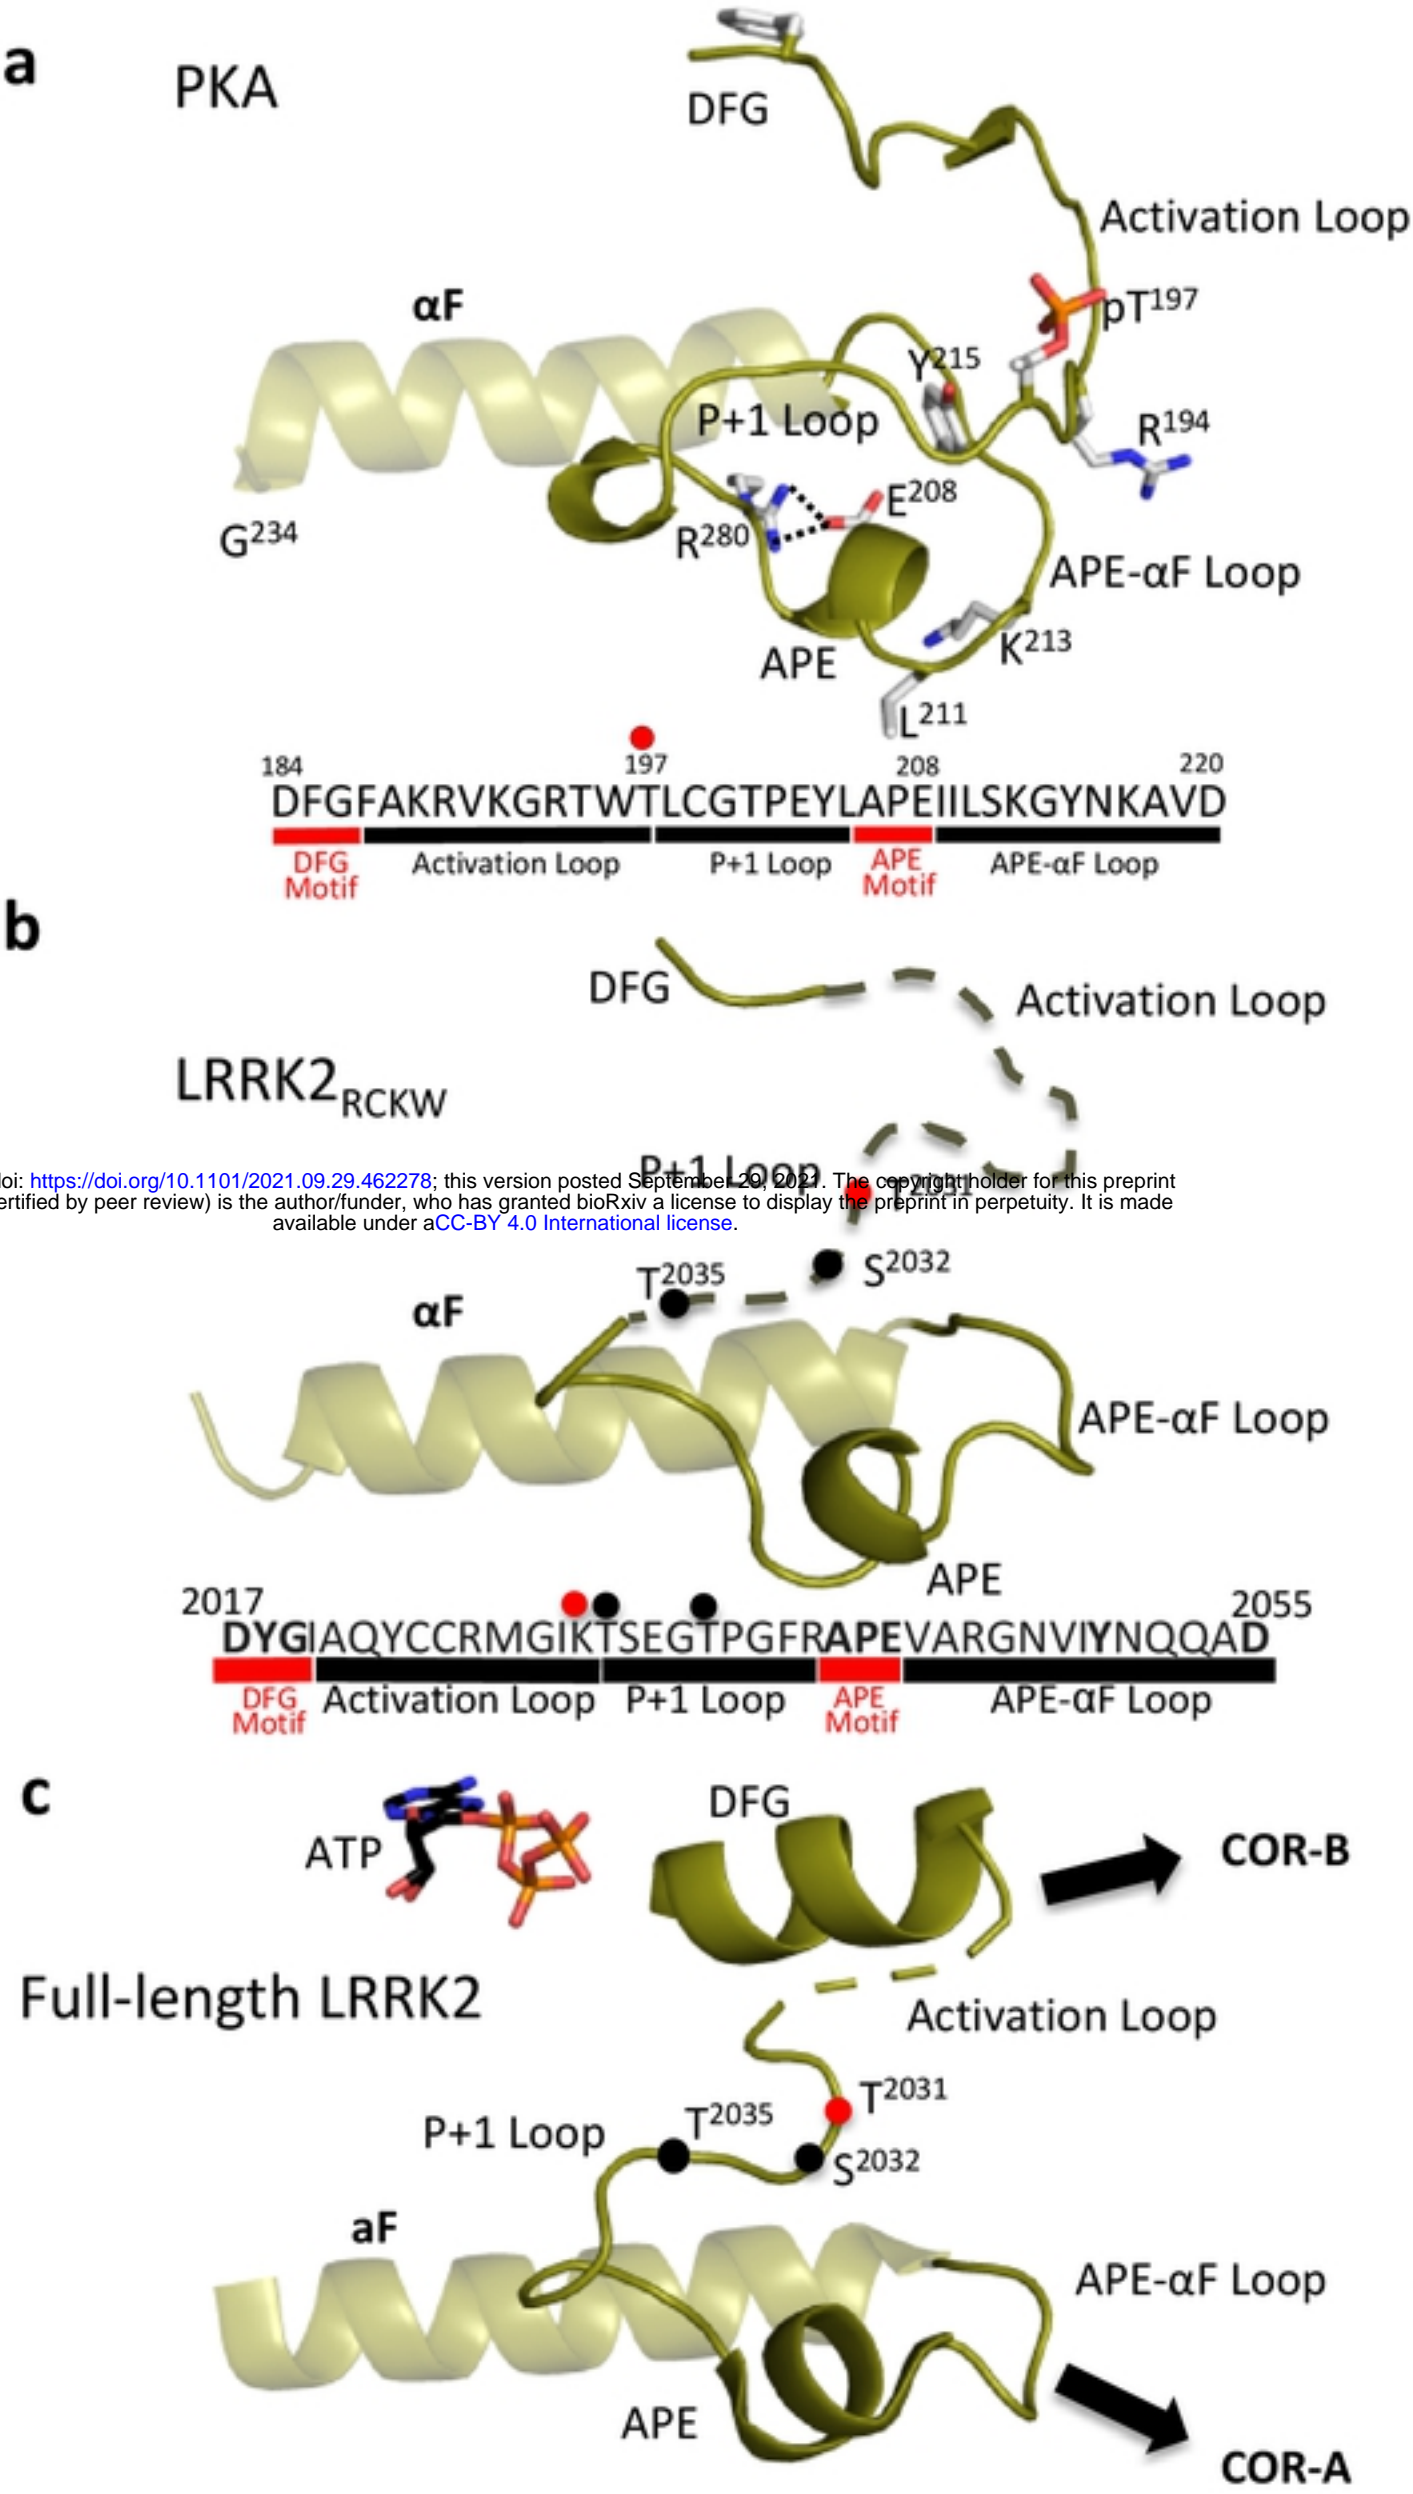 a
PKA
DFG
Activation Loop
αF
pT197
Y215
P+1 Loop
R194
E208
R280
G234
APE-αF Loop
K213
APE
L211
184 197 208 220
DFGFAKRVKGRTWTLCGTPEYLAPEIILSKGYNKAVD
DFG Motif Activation Loop P+1 Loop APE Motif APE-αF Loop
b
DFG
Activation Loop
LRRK2RCKW
P+1 Loop
T2031
doi: https://doi.org/10.1101/2021.09.29.462278; this version posted September 29, 2021. The copyright holder for this preprint
ertified by peer review) is the author/funder, who has granted bioRxiv a license to display the preprint in perpetuity. It is made
available under aCC-BY 4.0 International license.
S2032
T2035
αF
APE-αF Loop
APE
2017 2055
DYGIAQYCCRMGIKTSEGTPGFRAPEVARGNVIYNQQAD
DFG Motif Activation Loop P+1 Loop APE Motif APE-αF Loop
c
DFG
ATP
COR-B
Full-length LRRK2
Activation Loop
T2031
P+1 Loop
T2035
S2032
aF
APE-αF Loop
APE
COR-A